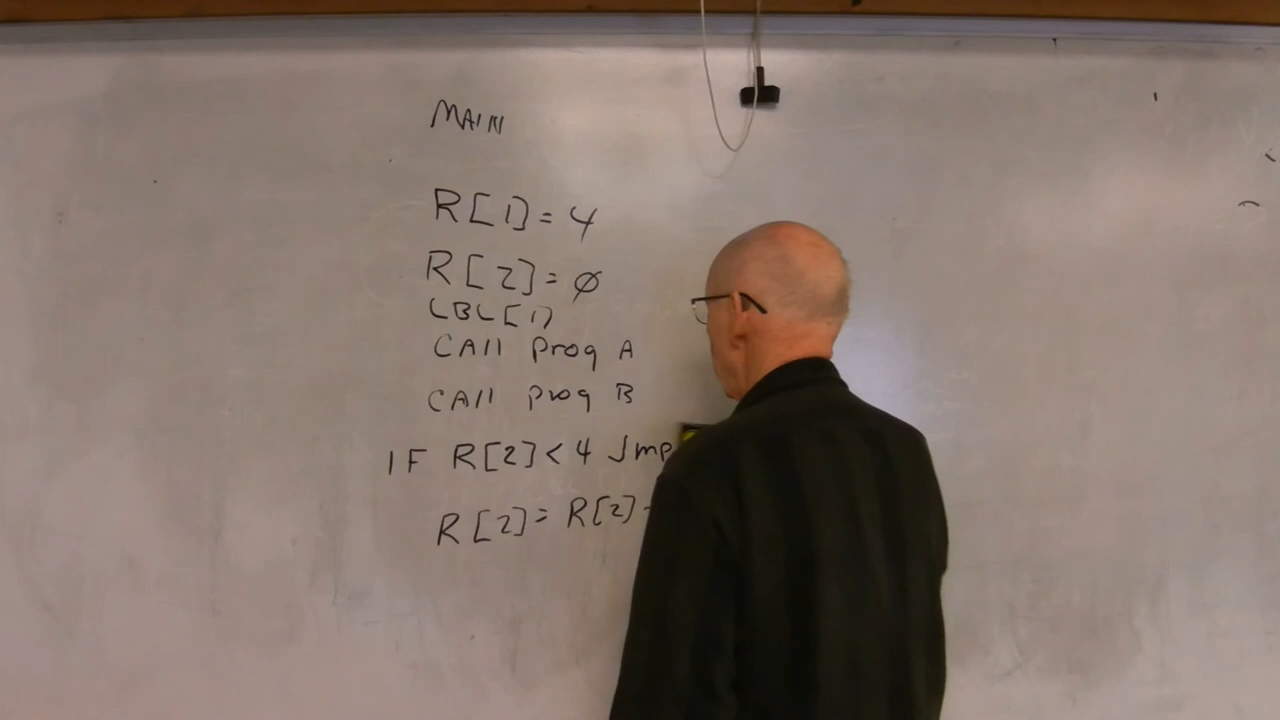 MAIN
R[1]=4
R[2]=Ø
LBL[1]
CAll Prog A
CAll Prog B
IF R[2]<4 Jmp
R[2]=R[2]